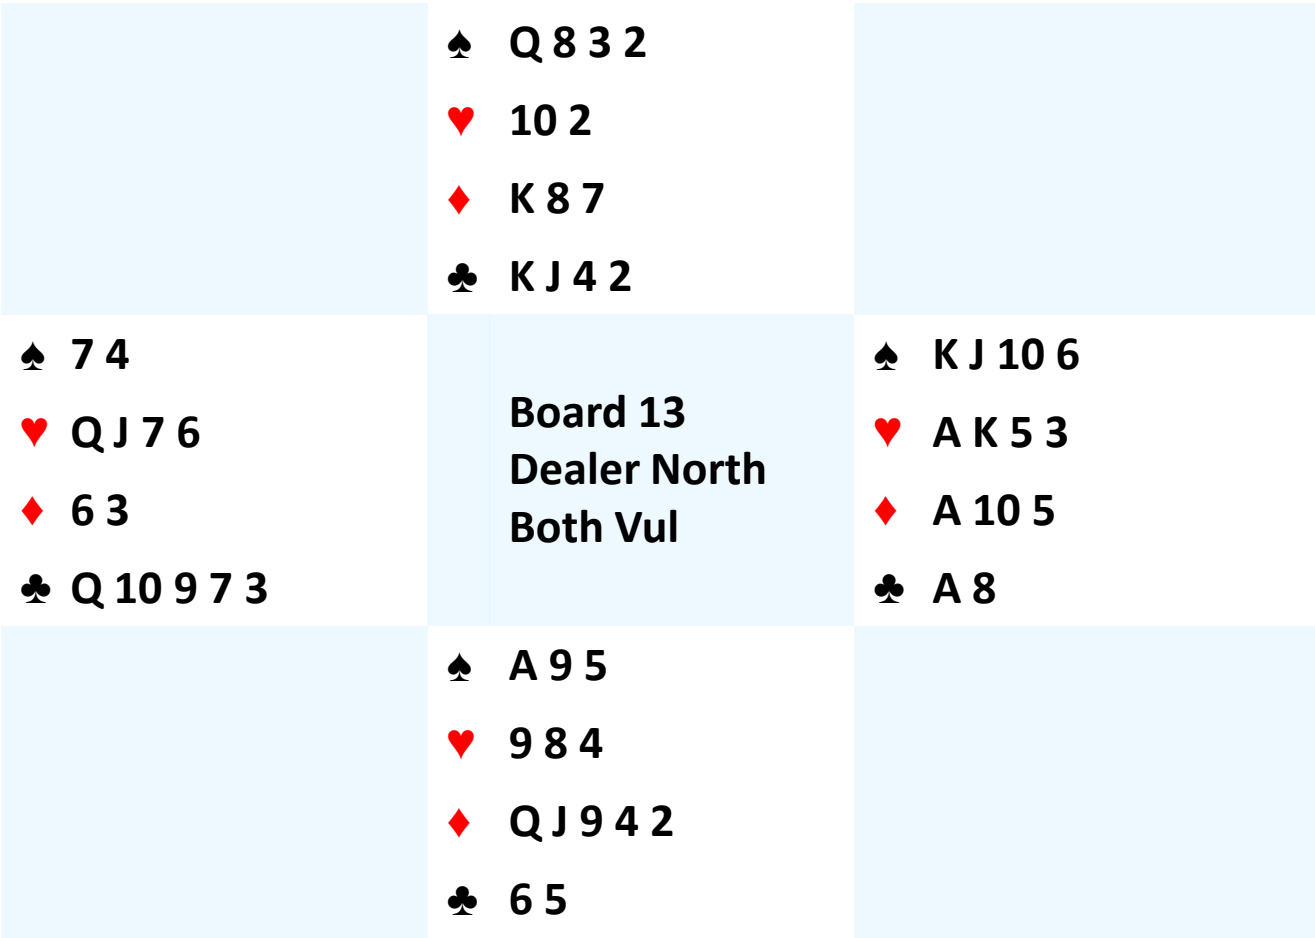 ♠ Q 8 3 2
♥ 10 2
♦ K 8 7
♣ K J 4 2
♠ 7 4
♥ Q J 7 6
♦ 6 3
♣ Q 10 9 7 3
Board 13
Dealer North
Both Vul
♠ K J 10 6
♥ A K 5 3
♦ A 10 5
♣ A 8
♠ A 9 5
♥ 9 8 4
♦ Q J 9 4 2
♣ 6 5